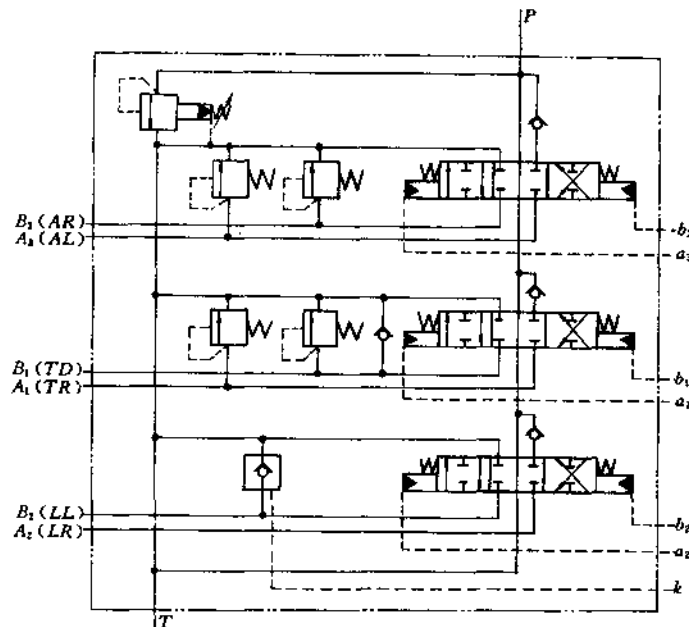 P
B₃ (AR)
A₃ (AL)
b₃
a₃
B₁ (TD)
A₁ (TR)
b₁
a₁
B₂ (LL)
A₂ (LR)
b₂
a₂
k
T